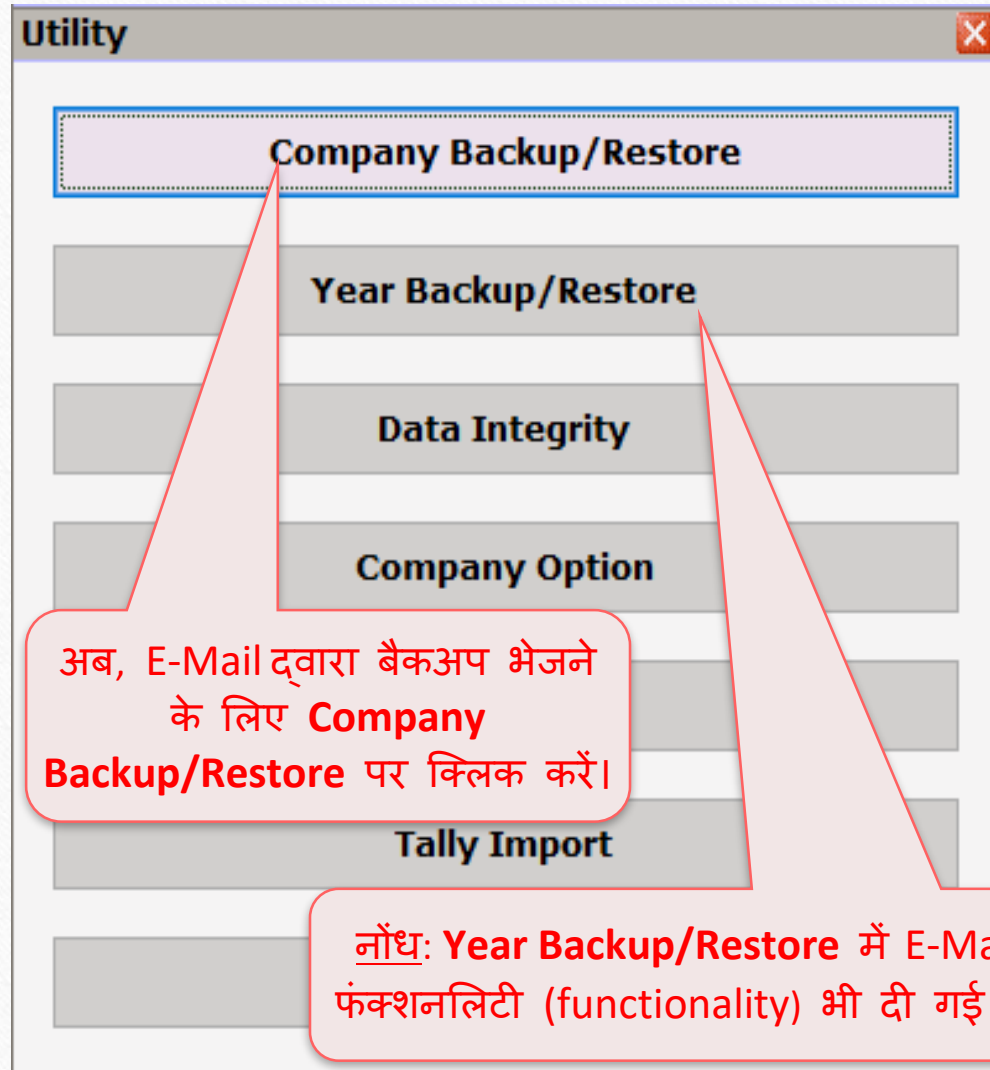 Utility
Company Backup/Restore
Year Backup/Restore
Data Integrity
Company Option
अब, E-Mail द्वारा बैकअप भेजने
के लिए Company
Backup/Restore पर क्लिक करें।
Tally Import
नोंध: Year Backup/Restore में
फंक्शनलिटी (functionality) भी दी गई